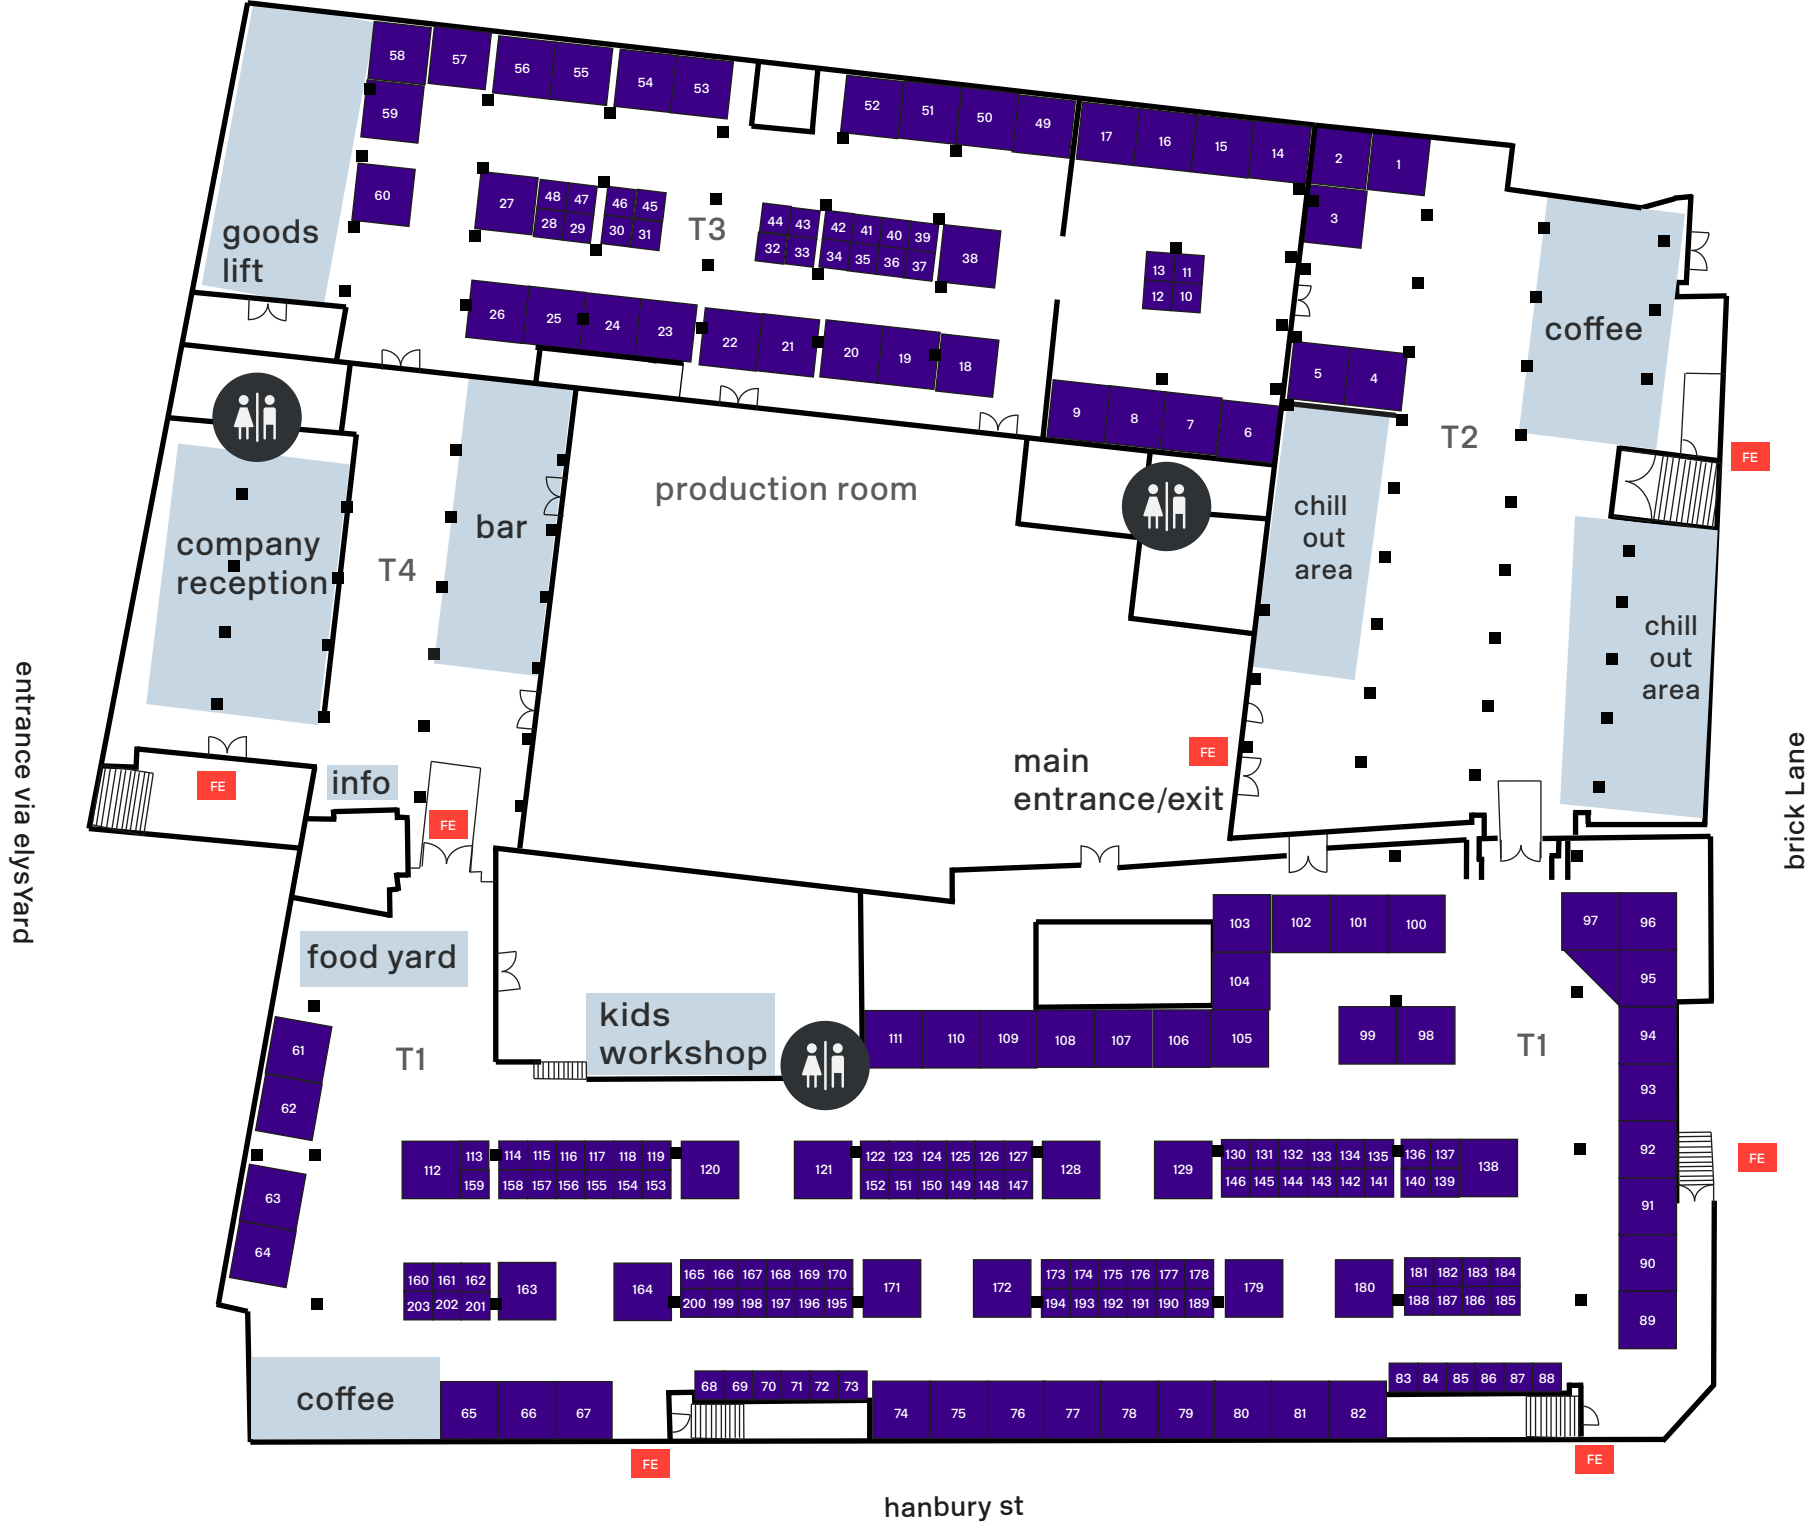 58
57
56
55
54
53
52
51
50
49
17
16
15
14
2
1
59
3
60
27
48 47
46 45
28 29
30 31
T3
44 43
42 41 40 39
32 33
34 35 36 37
38
13 11
12 10
goods
lift
coffee
26
25
24
23
22
21
20
19
18
5
4
9
8
7
6
T2
FE
production room
chill
out
area
bar
company
reception
T4
chill
out
area
entrance via elysYard
brick Lane
main
entrance/exit
FE
FE
info
FE
food yard
kids
workshop
103
102
101
100
97
96
104
95
111
110
109
108
107
106
105
99
98
T1
94
61
T1
62
93
112
113
114 115 116 117 118 119
159
158 157 156 155 154 153
120
121
122 123 124 125 126 127
152 151 150 149 148 147
128
129
130 131 132 133 134 135
136 137
146 145 144 143 142 141
140 139
138
92
FE
63
64
91
90
89
160 161 162
203 202 201
163
164
165 166 167 168 169 170
200 199 198 197 196 195
171
172
173 174 175 176 177 178
194 193 192 191 190 189
179
180
181 182 183 184
188 187 186 185
coffee
65
66
67
68 69 70 71 72 73
74
75
76
77
78
79
80
81
82
83 84 85 86 87 88
FE
FE
hanbury st